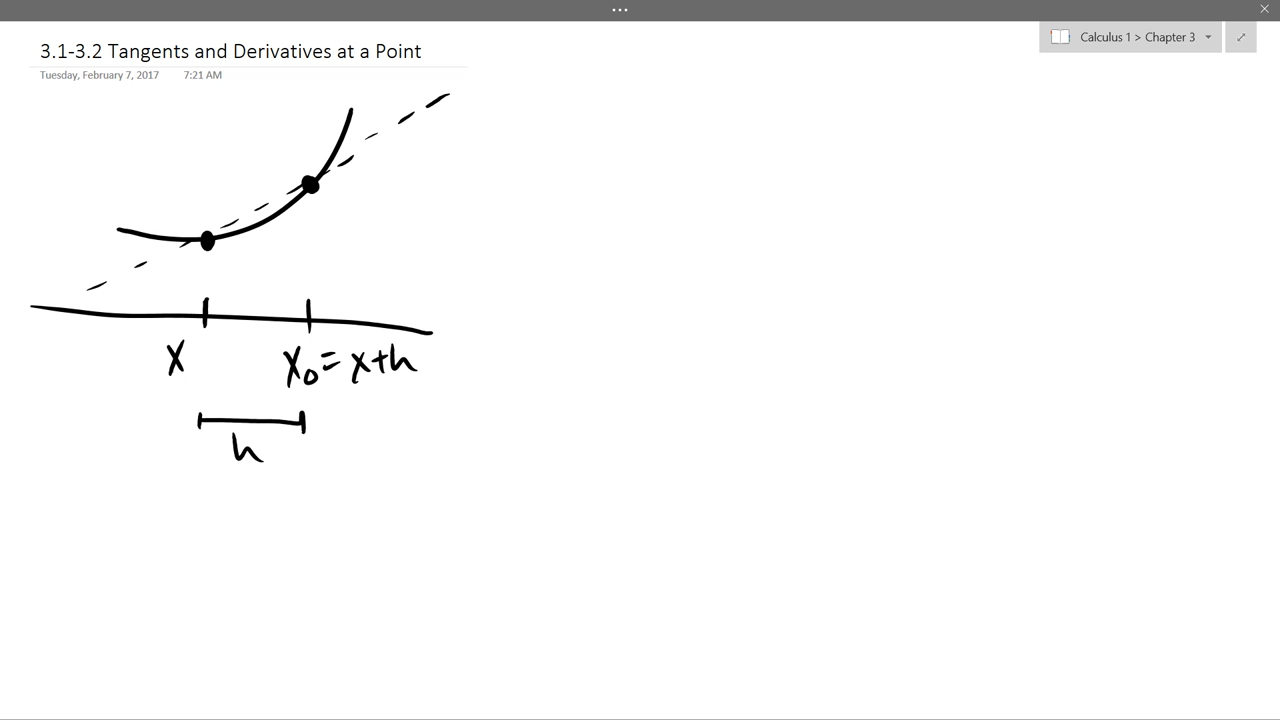 3.1-3.2 Tangents and Derivatives at a Point
Tuesday, February 7, 2017 7:21 AM
Calculus 1 > Chapter 3
x
x₀ = x+h
h